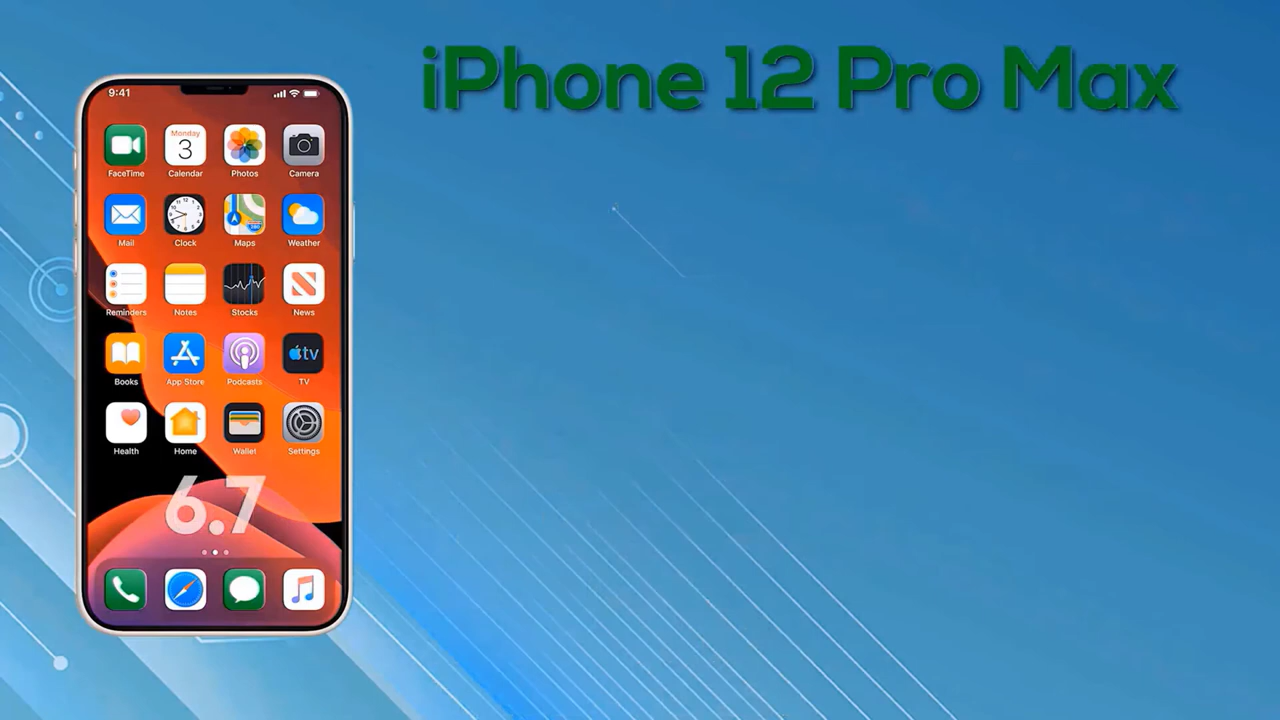 iPhone 12 Pro Max
9:41
Monday
3
FaceTime Calendar Photos Camera
Mail Clock Maps Weather
Reminders Notes Stocks News
tv
Books App Store Podcasts TV
Health Home Wallet Settings
6.7